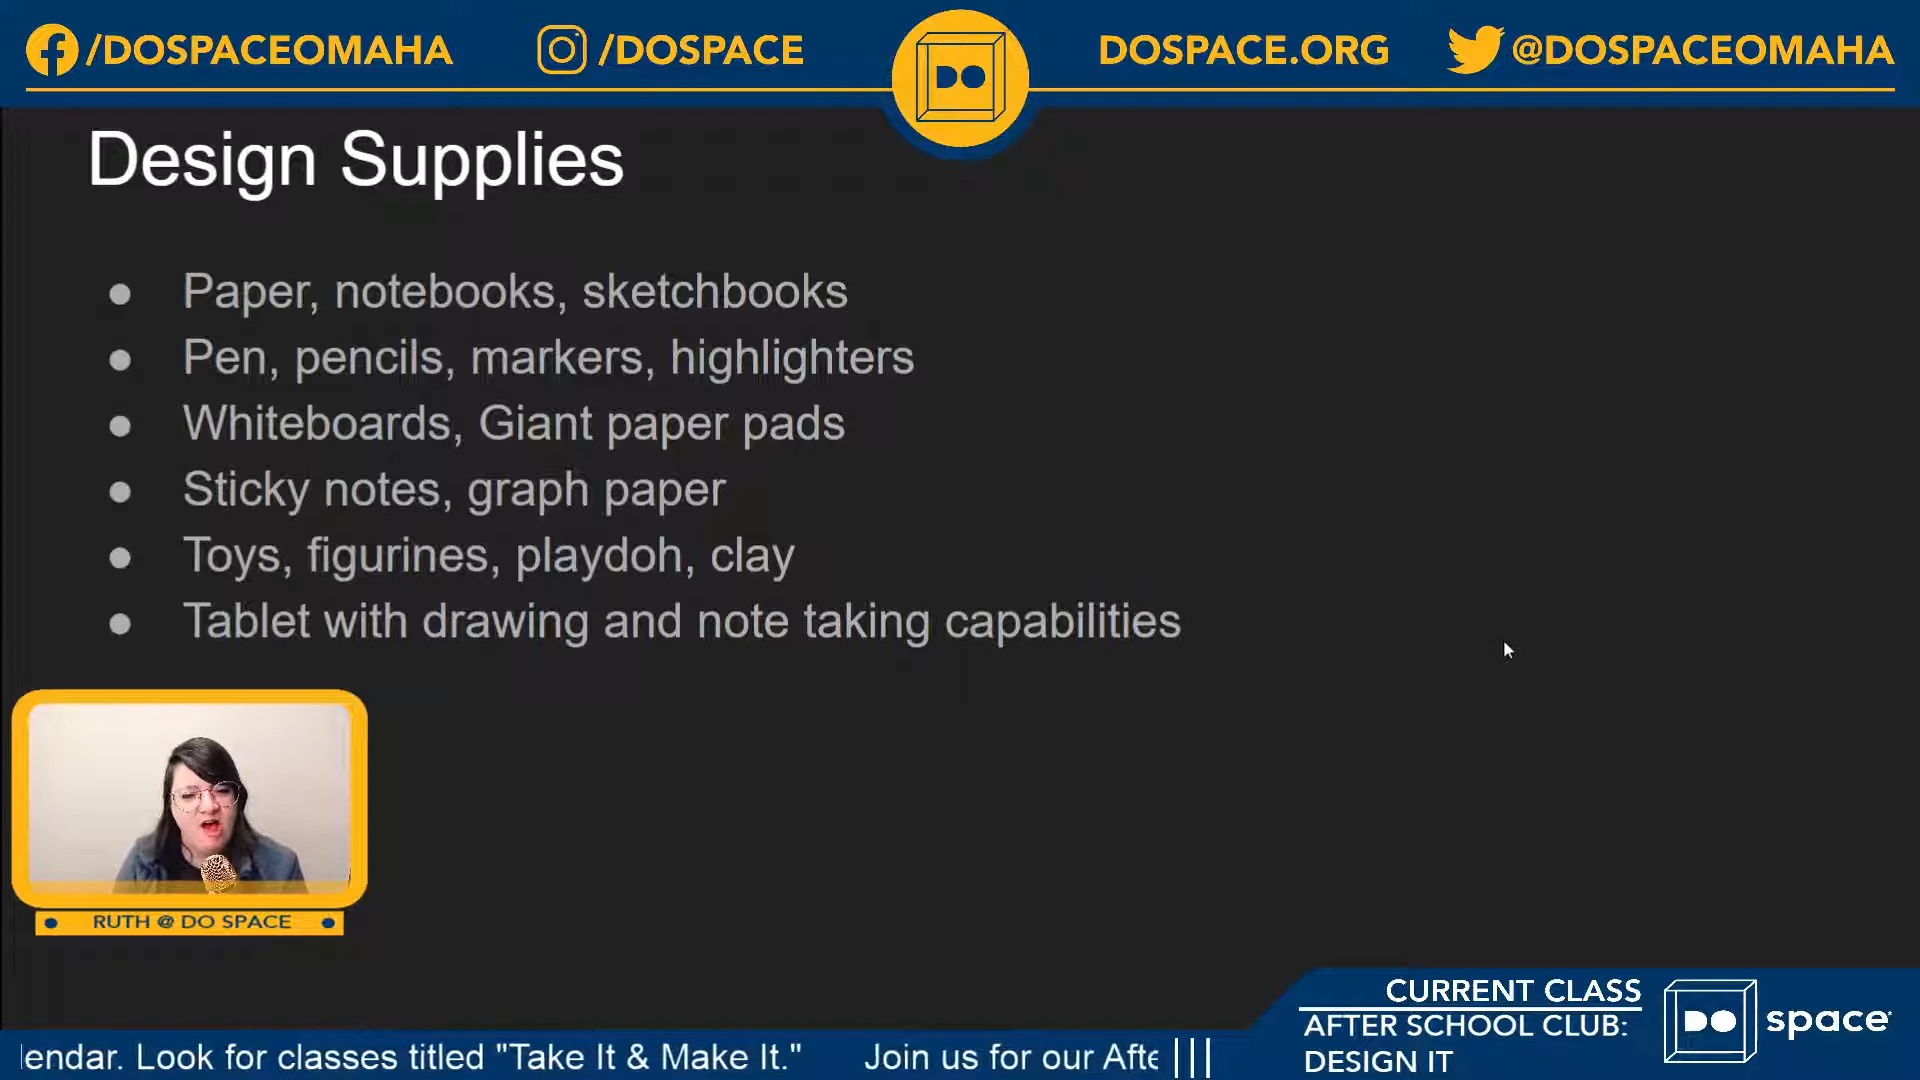 /DOSPACEOMAHA
/DOSPACE
DO
DOSPACE.ORG
@DOSPACEOMAHA
Design Supplies
Paper, notebooks, sketchbooks
Pen, pencils, markers, highlighters
Whiteboards, Giant paper pads
Sticky notes, graph paper
Toys, figurines, playdoh, clay
Tablet with drawing and note taking capabilities
RUTH @ DO SPACE
CURRENT CLASS
AFTER SCHOOL CLUB:
DESIGN IT
DO space
lendar. Look for classes titled "Take It & Make It." Join us for our Afte